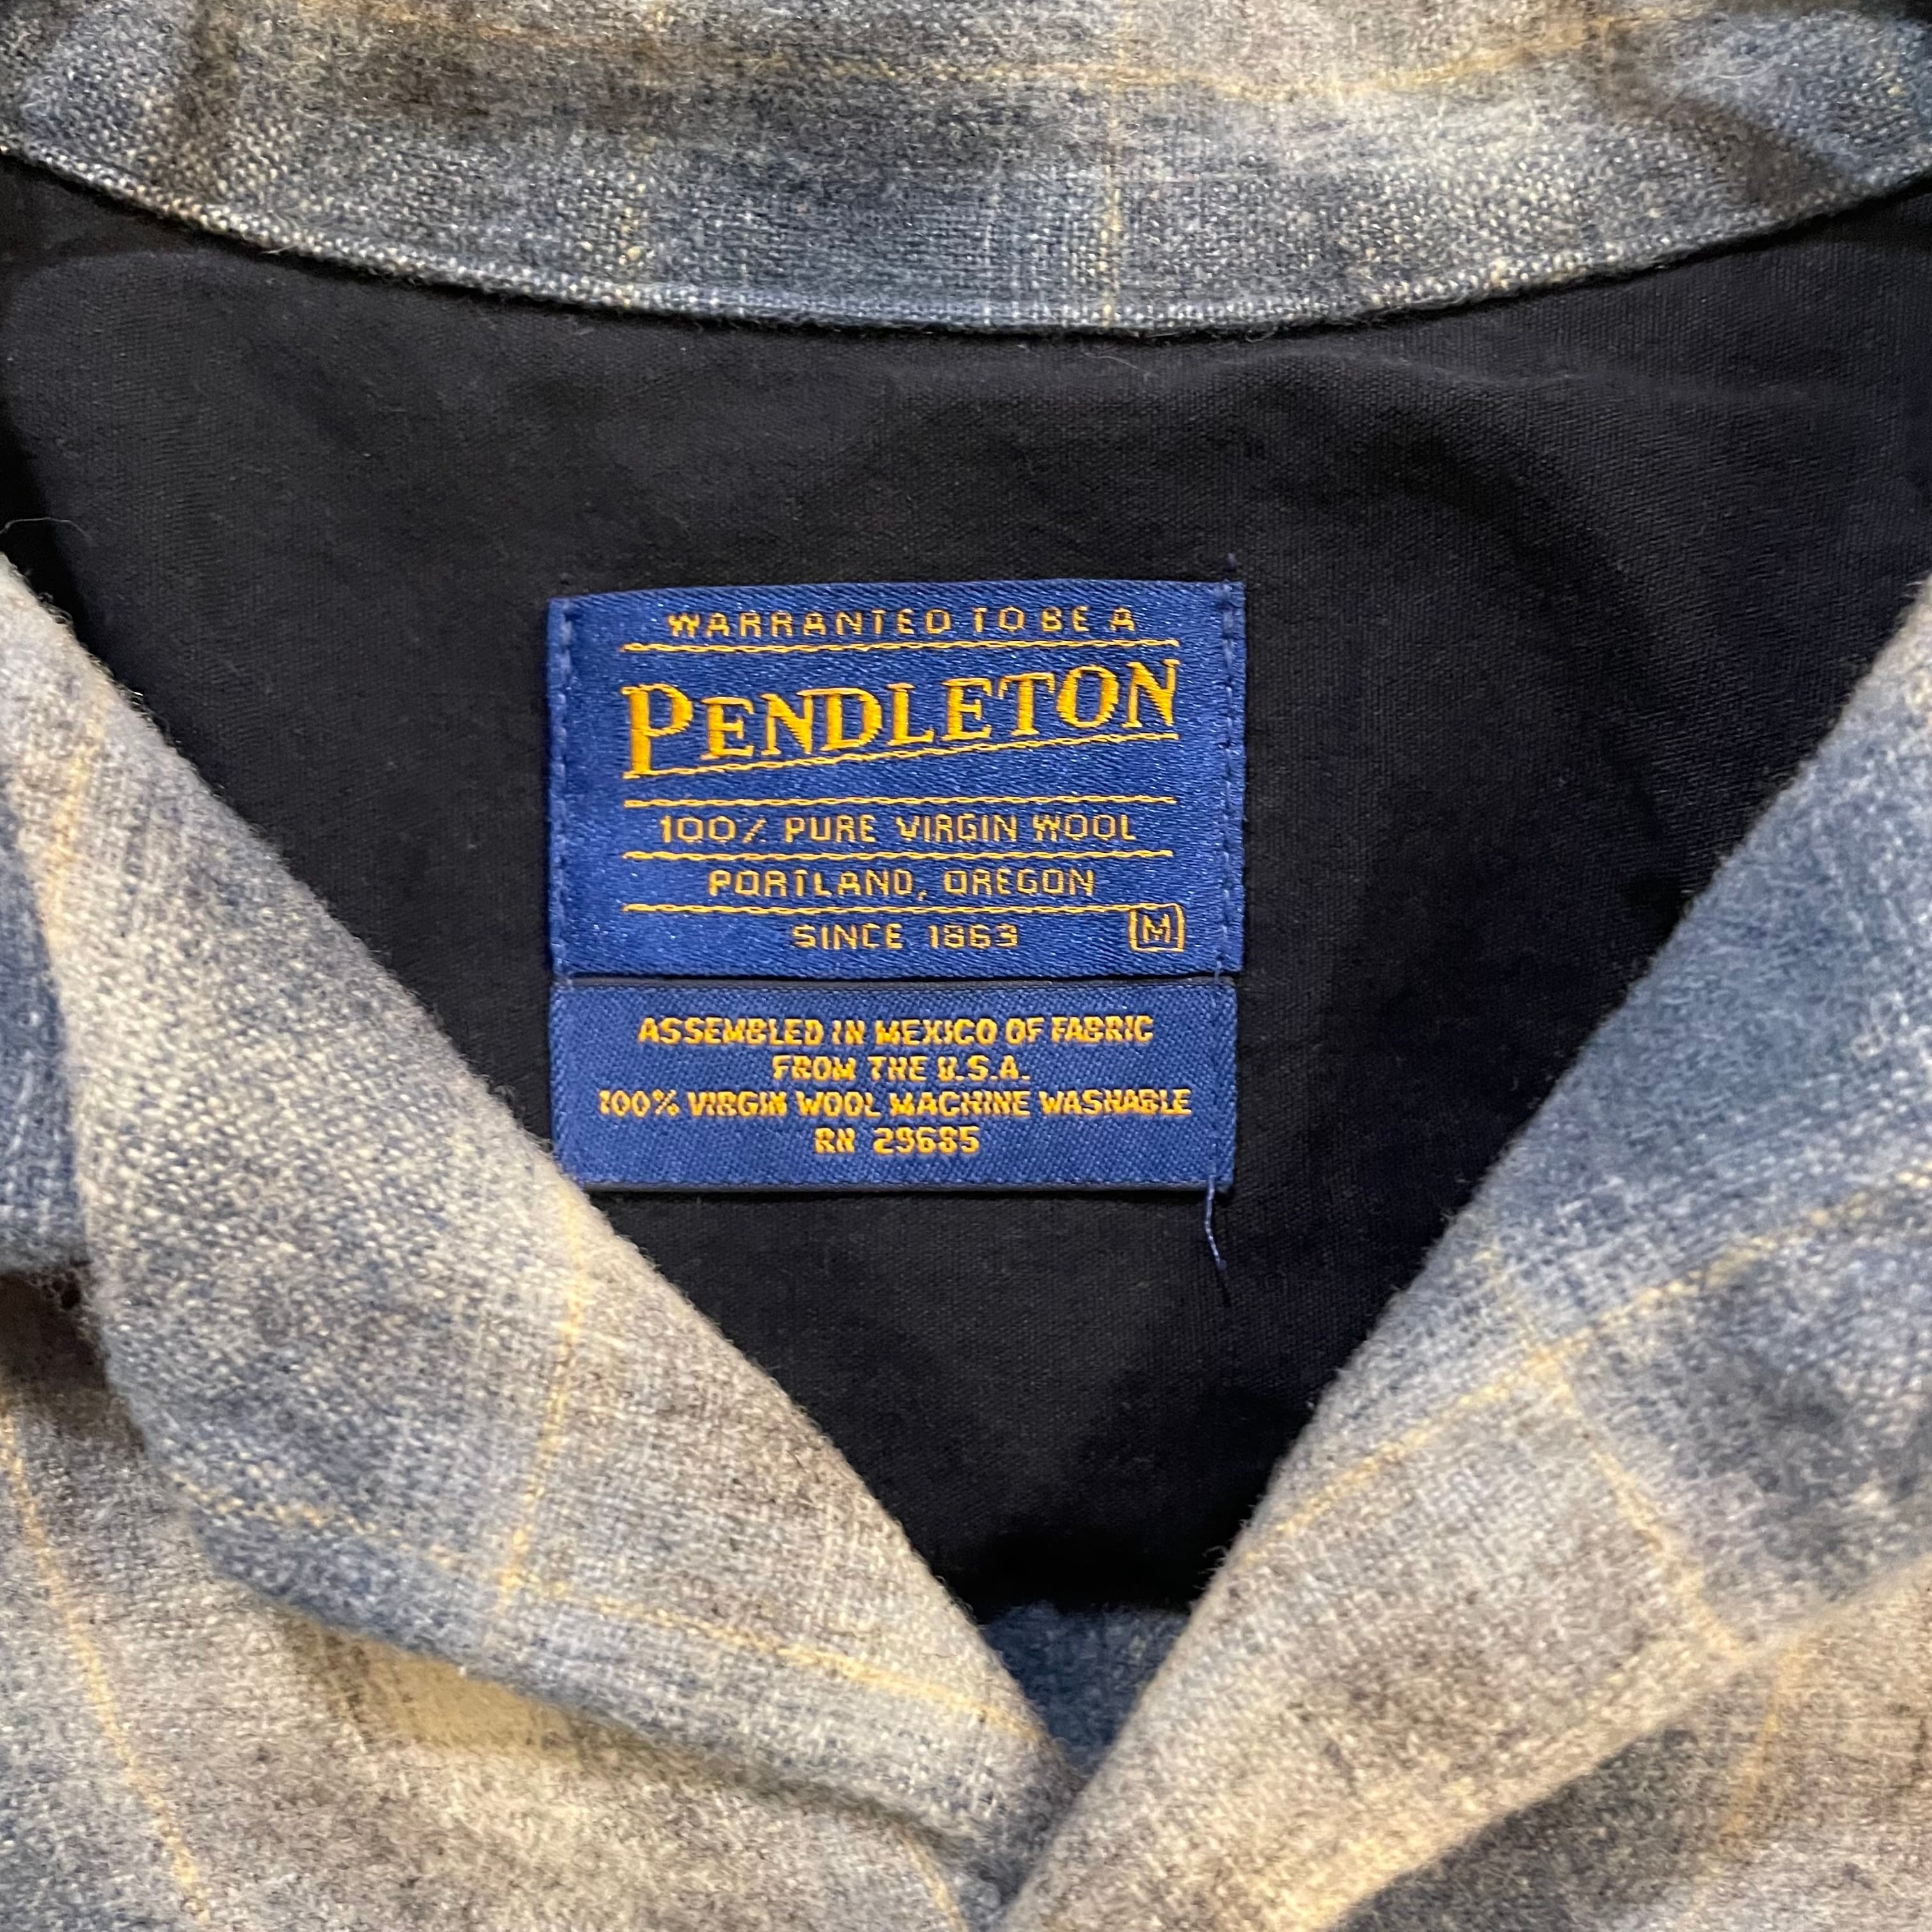 WARRANTED TO BE A
PENDLETON
100% PURE VIRGIN WOOL
PORTLAND, OREGON
SINCE 1863
M
ASSEMBLED IN MEXICO OF FABRIC
FROM THE U.S.A.
100% VIRGIN WOOL MACHINE WASHABLE
RN 29685